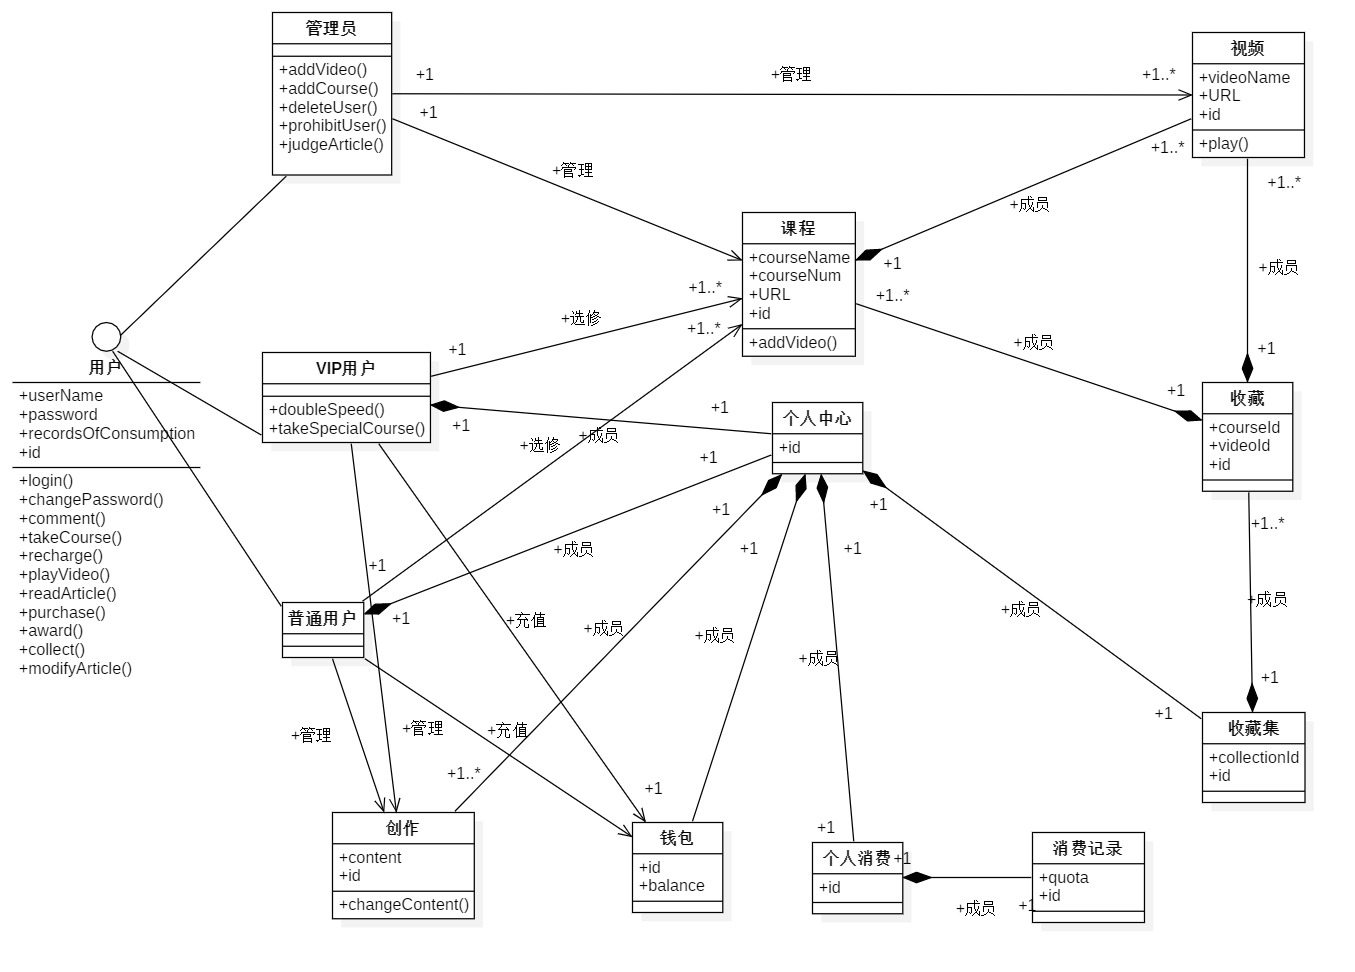 管理员
+addVideo()
+addCourse()
+deleteUser()
+prohibitUser()
+judgeArticle()
+1
+管理
+1..*
视频
+videoName
+URL
+id
+play()
+1
+管理
+1..*
+成员
+1
+1..*
+成员
+1
课程
+courseName
+courseNum
+URL
+id
+addVideo()
+1..*
+成员
+1
用户
+userName
+password
+recordsOfConsumption
+id
+login()
+changePassword()
+comment()
+takeCourse()
+recharge()
+playVideo()
+readArticle()
+purchase()
+award()
+collect()
+modifyArticle()
VIP用户
+doubleSpeed()
+takeSpecialCourse()
+1
+选修
+1..*
+1..*
+选修
+1
+成员
+1
个人中心
+id
收藏
+courseId
+videoId
+id
+1..*
+成员
+1
收藏集
+collectionId
+id
普通用户
+1
+成员
+1
+1
+管理
+管理
+充值
+充值
+1
+1
+成员
+1..*
+1
+成员
+1
+成员
+1
+1
+成员
+1
创作
+content
+id
+changeContent()
钱包
+id
+balance
个人消费
+id
+1
+成员
+1
消费记录
+quota
+id